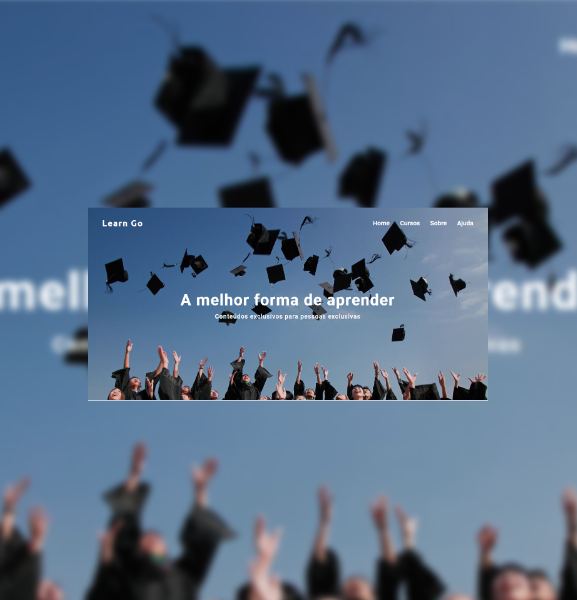 Learn Go
Home Cursos Sobre Ajuda
A melhor forma de aprender
Conteúdos exclusivos para pessoas exclusivas